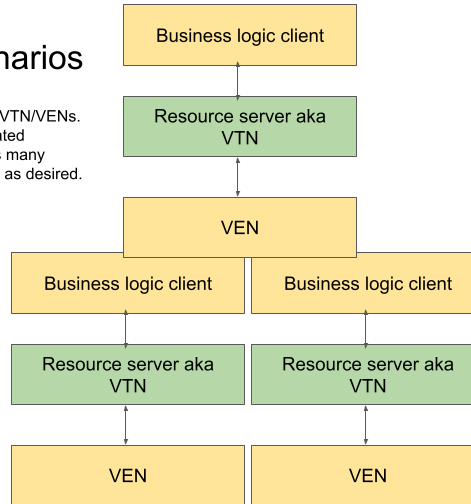 Business logic client
narios
Resource server aka
VTN
VTN/VENs.
ated
s many
as desired.
VEN
Business logic client
Business logic client
Resource server aka
VTN
Resource server aka
VTN
VEN
VEN